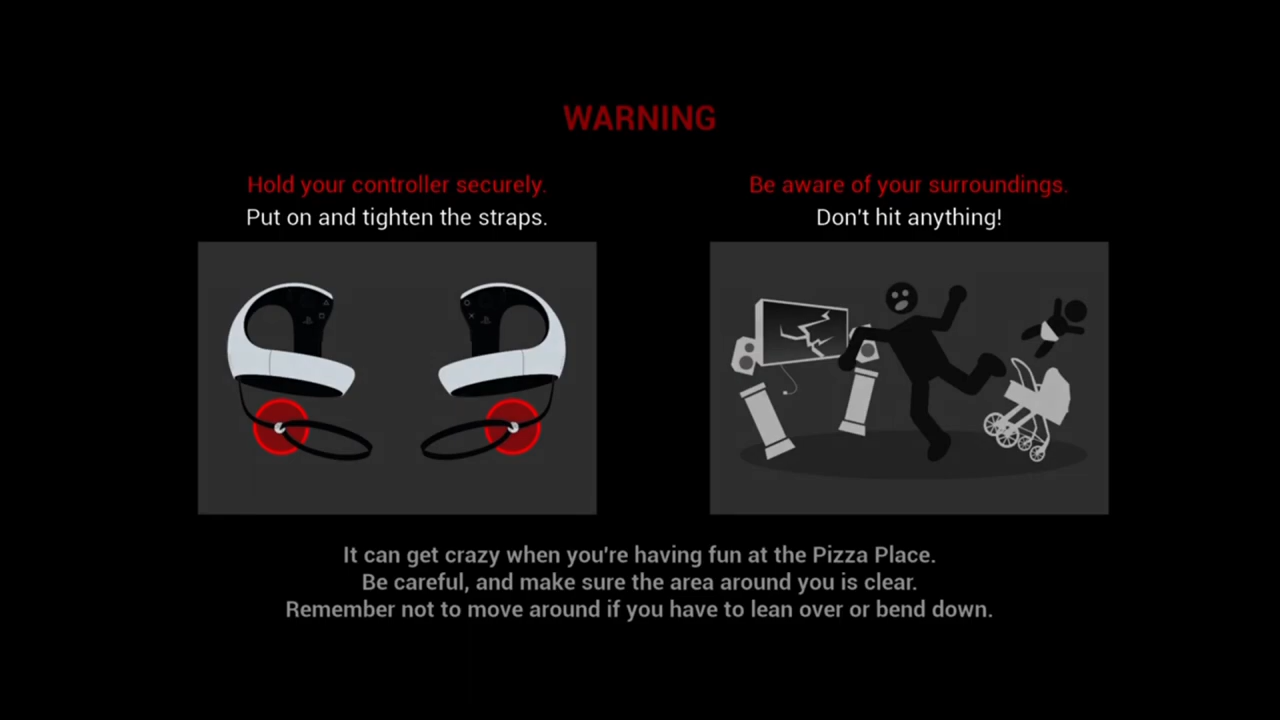 WARNING
Hold your controller securely.
Put on and tighten the straps.
Be aware of your surroundings.
Don't hit anything!
It can get crazy when you're having fun at the Pizza Place.
Be careful, and make sure the area around you is clear.
Remember not to move around if you have to lean over or bend down.